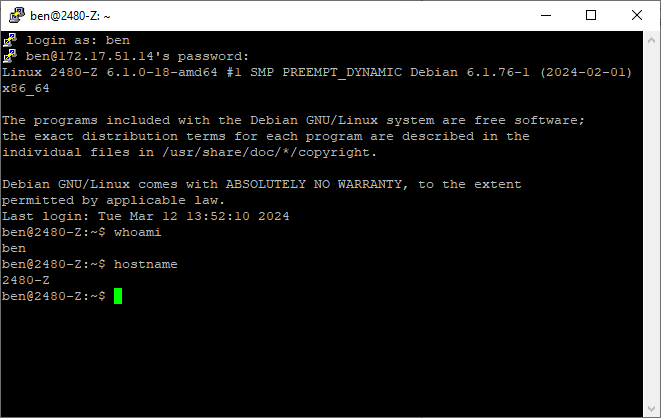 ben@2480-Z: ~
login as: ben
ben@172.17.51.14's password:
Linux 2480-Z 6.1.0-18-amd64 #1 SMP PREEMPT_DYNAMIC Debian 6.1.76-1 (2024-02-01)
x86_64
The programs included with the Debian GNU/Linux system are free software;
the exact distribution terms for each program are described in the
individual files in /usr/share/doc/*/copyright.
Debian GNU/Linux comes with ABSOLUTELY NO WARRANTY, to the extent
permitted by applicable law.
Last login: Tue Mar 12 13:52:10 2024
ben@2480-Z:~$ whoami
ben
ben@2480-Z:~$ hostname
2480-Z
ben@2480-Z:~$